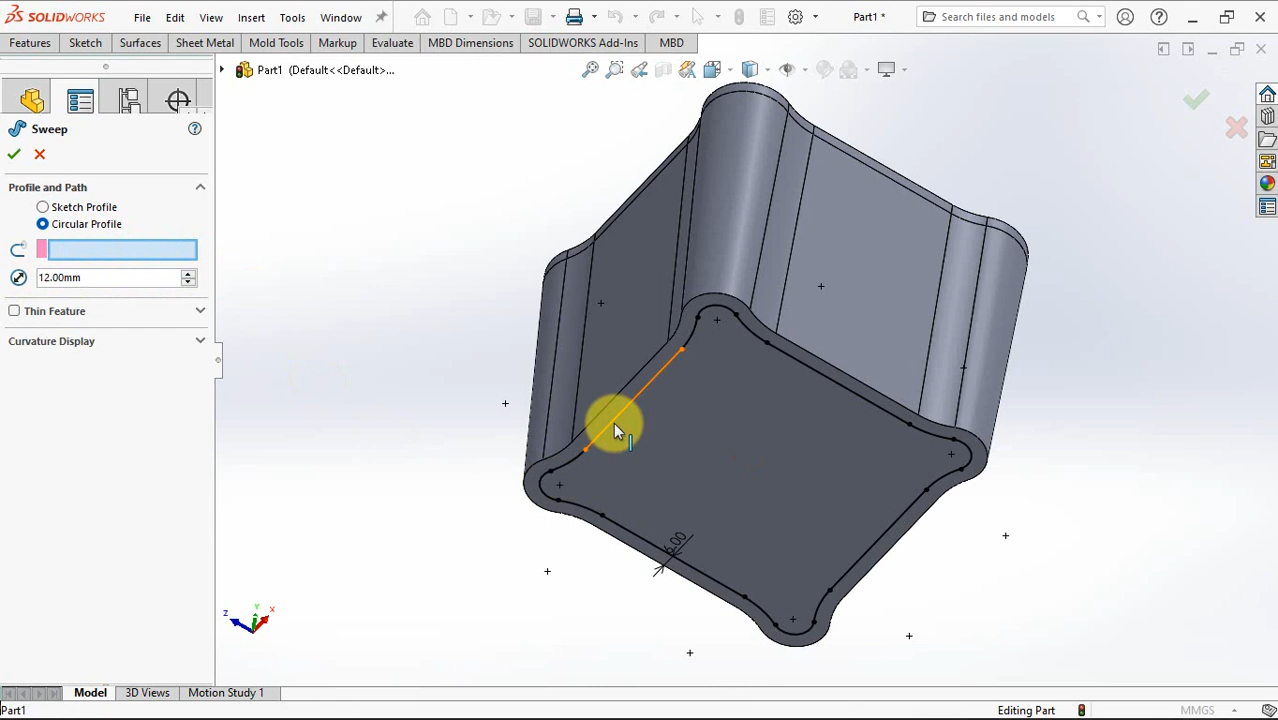 SOLIDWORKS File Edit View Insert Tools Window Part1 * Search files and models
Features Sketch Surfaces Sheet Metal Mold Tools Markup Evaluate MBD Dimensions SOLIDWORKS Add-Ins MBD
Part1 (Default<<Default>...
Sweep
Profile and Path
Sketch Profile
Circular Profile
12.00mm
Thin Feature
Curvature Display
6.00
Y
X
Z
Model 3D Views Motion Study 1
Part1 Editing Part MMGS